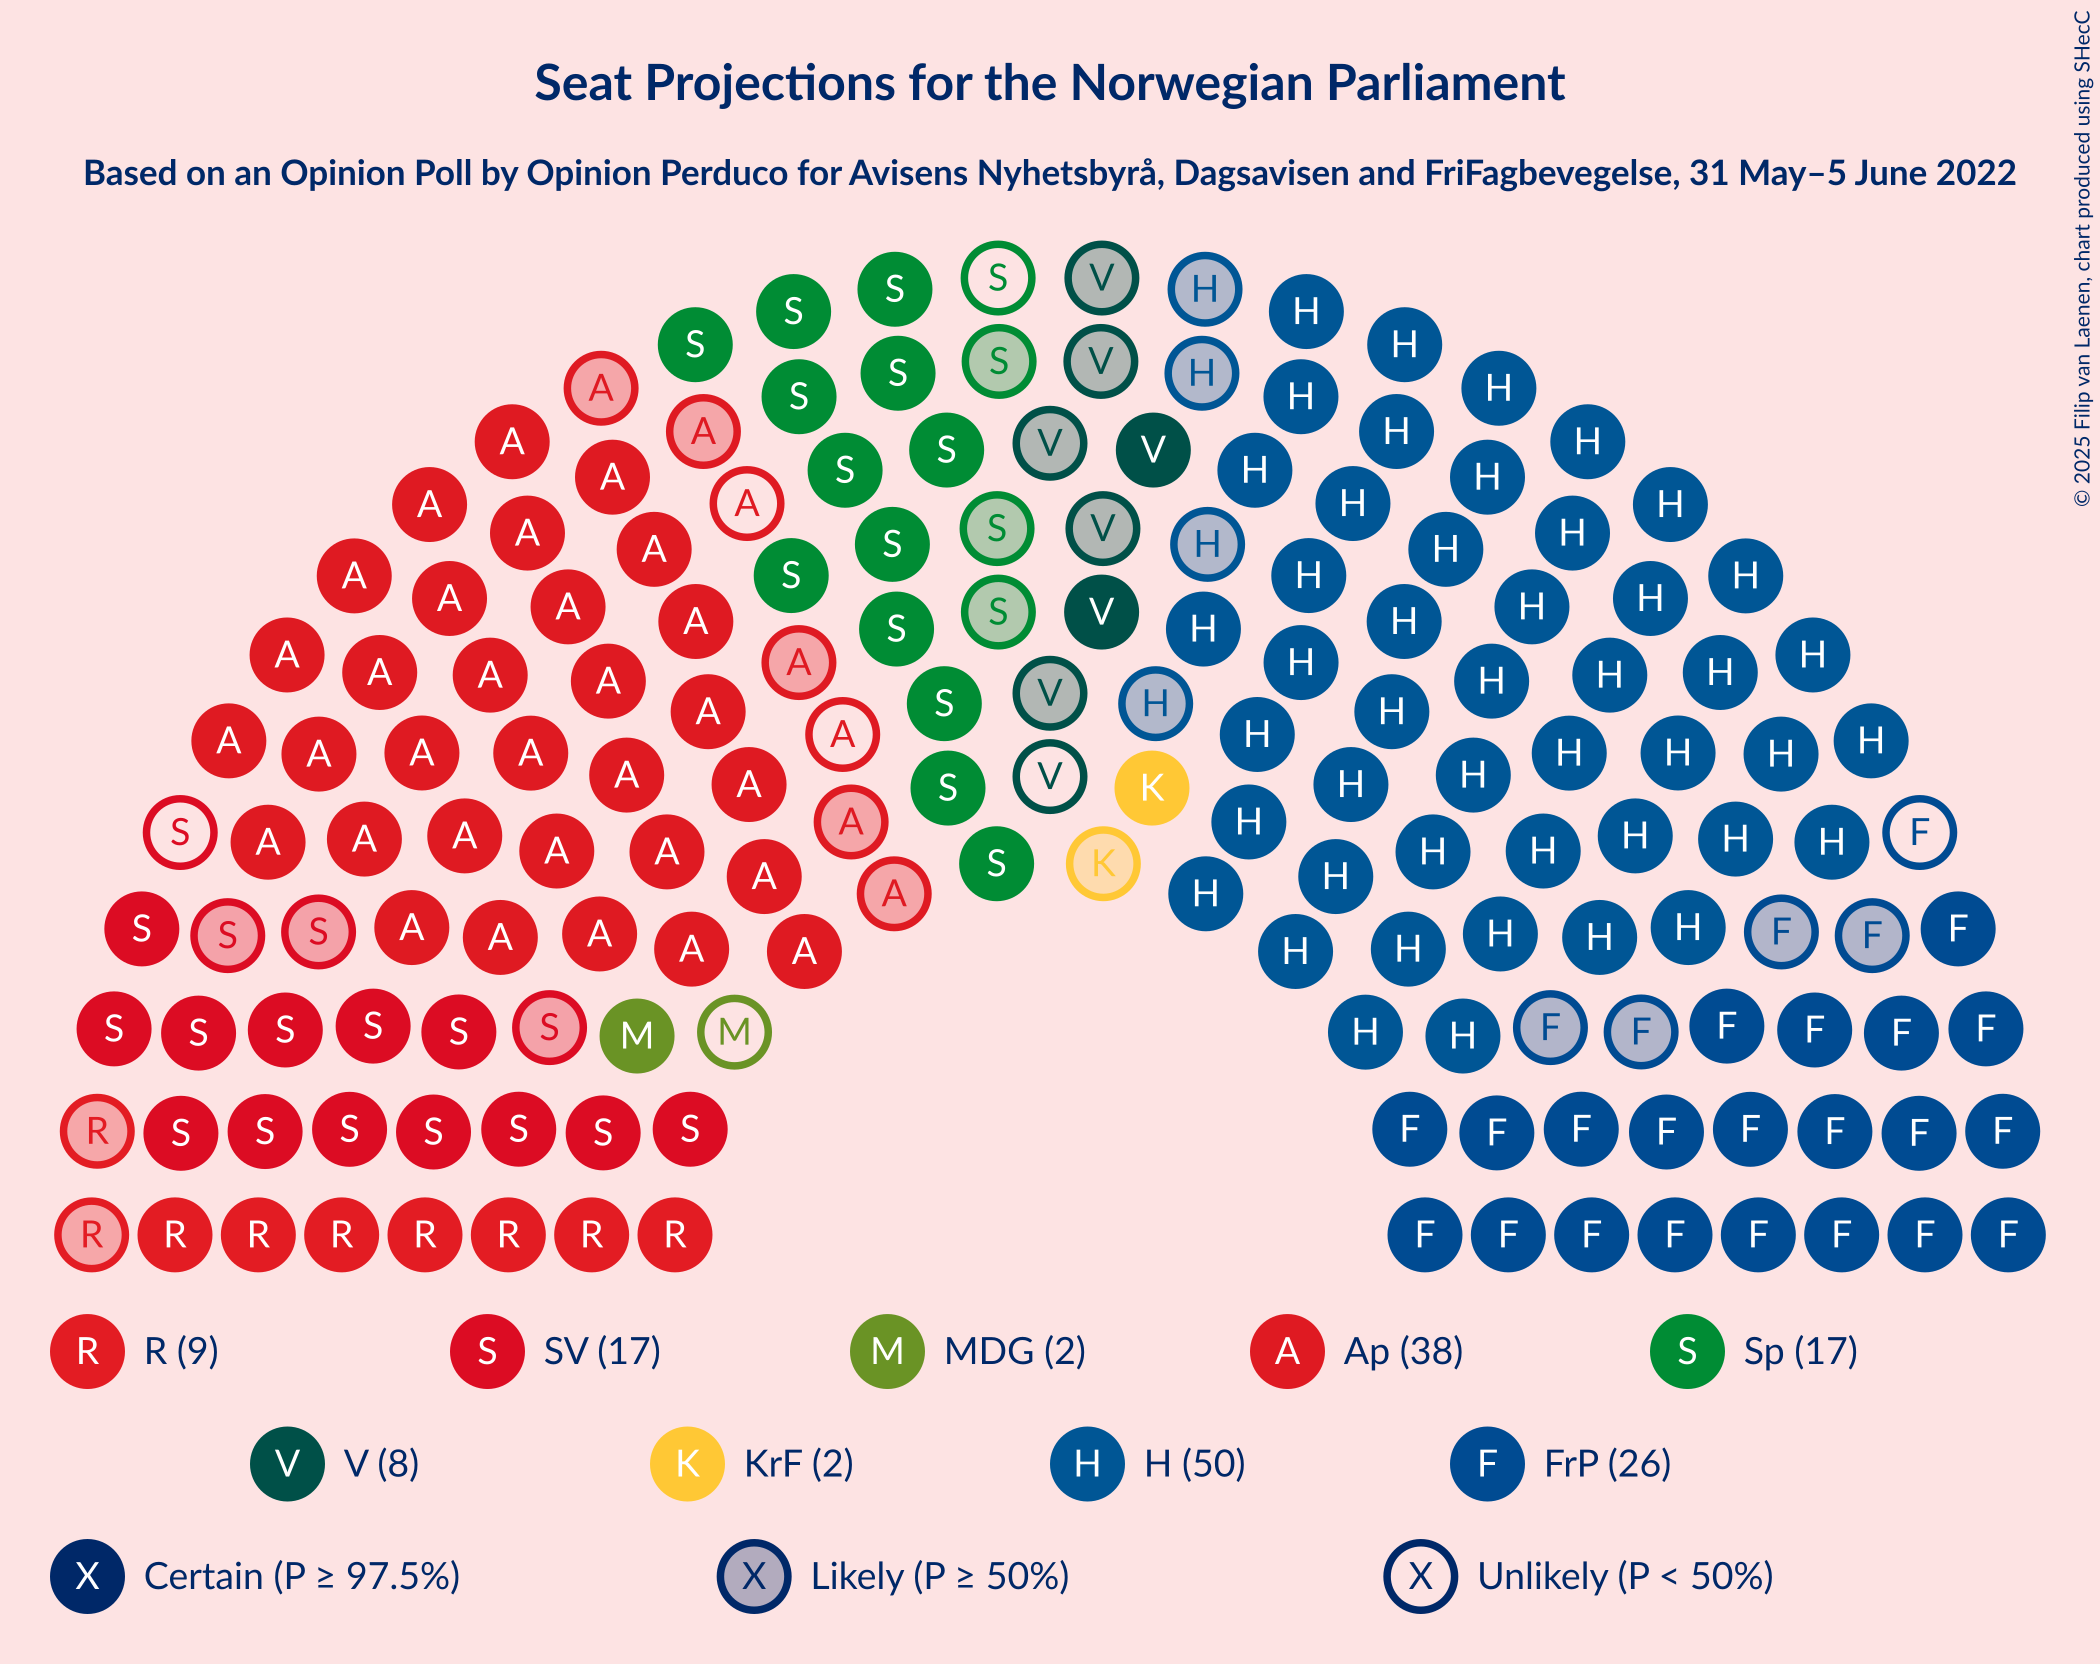 Seat Projections for the Norwegian Parliament
Based on an Opinion Poll by Opinion Perduco for Avisens Nyhetsbyrå, Dagsavisen and FriFagbevegelse, 31 May–5 June 2022
© 2025 Filip van Laenen, chart produced using SHecC
S S V H
S H
S H
S S V H
A S H H
A H
A V H
S V
S H
A H
A A H H
S V
A H
S H
A H
A S H H
A H
A S V H
A H
S H
A A H H
A A H H
A H
V
S H
A H
A A H H
A A A H H H
A V H
A S K H
A H
S A A A H H H F
A A H H
S K
A H
A H
S S S A A A A A H H H H H F F F
S S S S S S M M H H F F F F F F
R S S S S S S S F F F F F F F F
R R R R R R R R F F F F F F F F
R R (9) S SV (17) M MDG (2) A Ap (38) S Sp (17)
V V (8) K KrF (2) H H (50) F FrP (26)
X Certain (P ≥ 97.5%) X Likely (P ≥ 50%) X Unlikely (P < 50%)